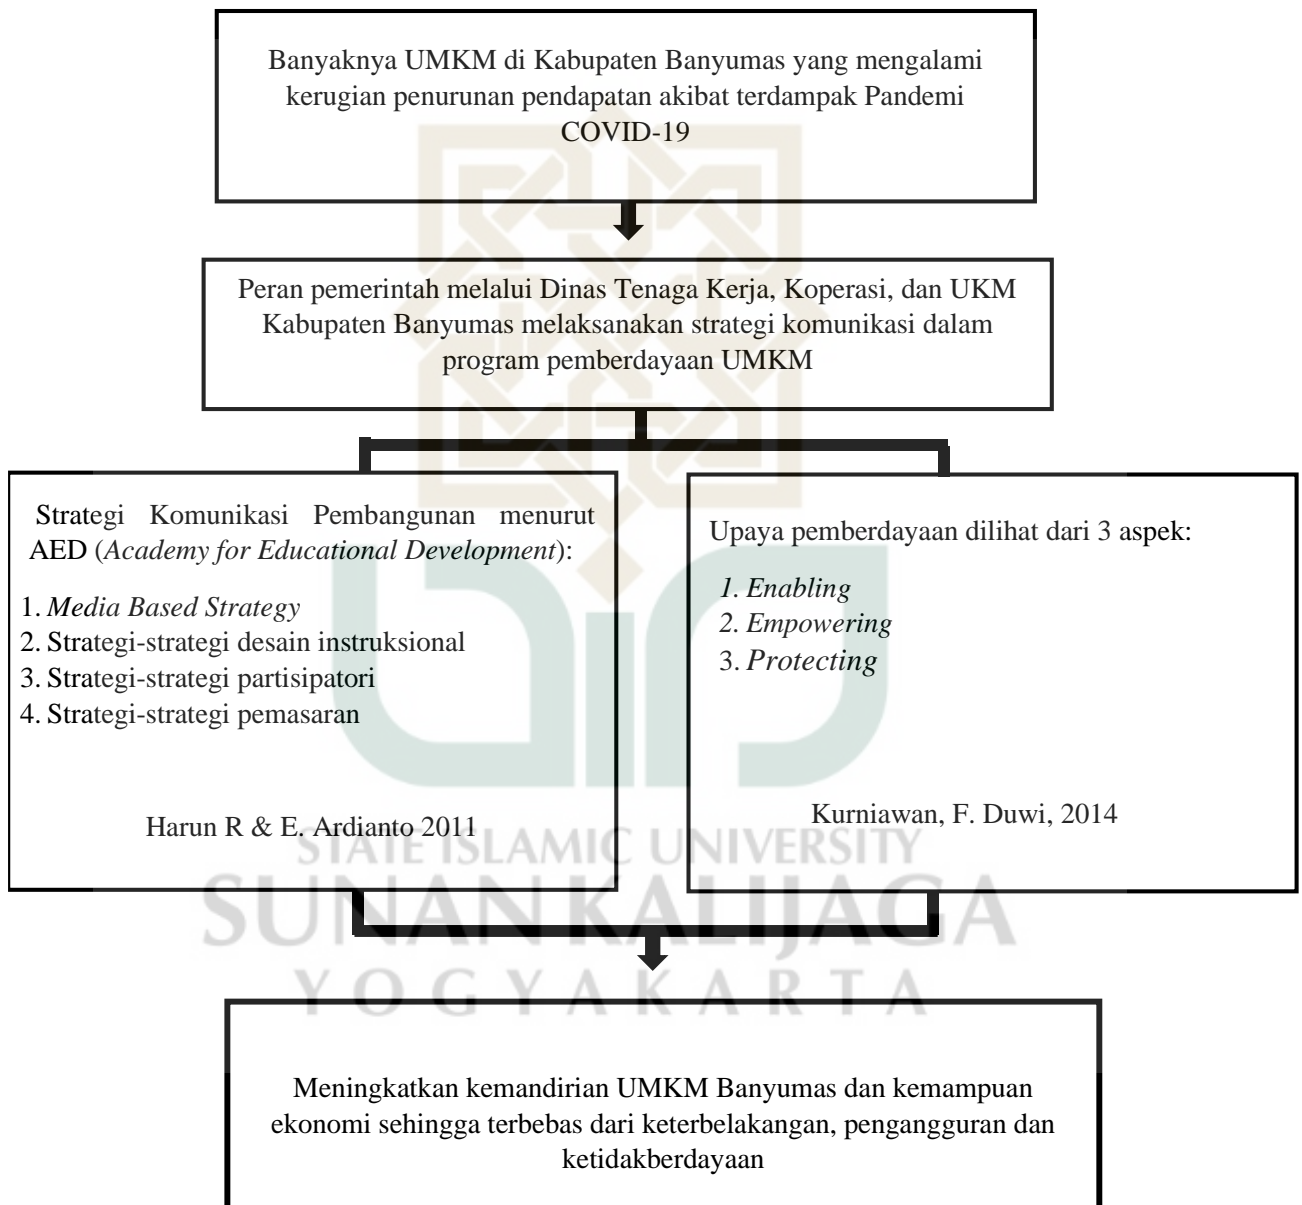 Banyaknya UMKM di Kabupaten Banyumas yang mengalami
kerugian penurunan pendapatan akibat terdampak Pandemi
COVID-19
Peran pemerintah melalui Dinas Tenaga Kerja, Koperasi, dan UKM
Kabupaten Banyumas melaksanakan strategi komunikasi dalam
program pemberdayaan UMKM
Strategi Komunikasi Pembangunan menurut
AED (Academy for Educational Development):
1. Media Based Strategy
2. Strategi-strategi desain instruksional
3. Strategi-strategi partisipatori
4. Strategi-strategi pemasaran
Harun R & E. Ardianto 2011
Upaya pemberdayaan dilihat dari 3 aspek:
1. Enabling
2. Empowering
3. Protecting
Kurniawan, F. Duwi, 2014
STATE ISLAMIC UNIVERSITY
SUNAN KALIJAGA
YOGYAKARTA
Meningkatkan kemandirian UMKM Banyumas dan kemampuan
ekonomi sehingga terbebas dari keterbelakangan, pengangguran dan
ketidakberdayaan